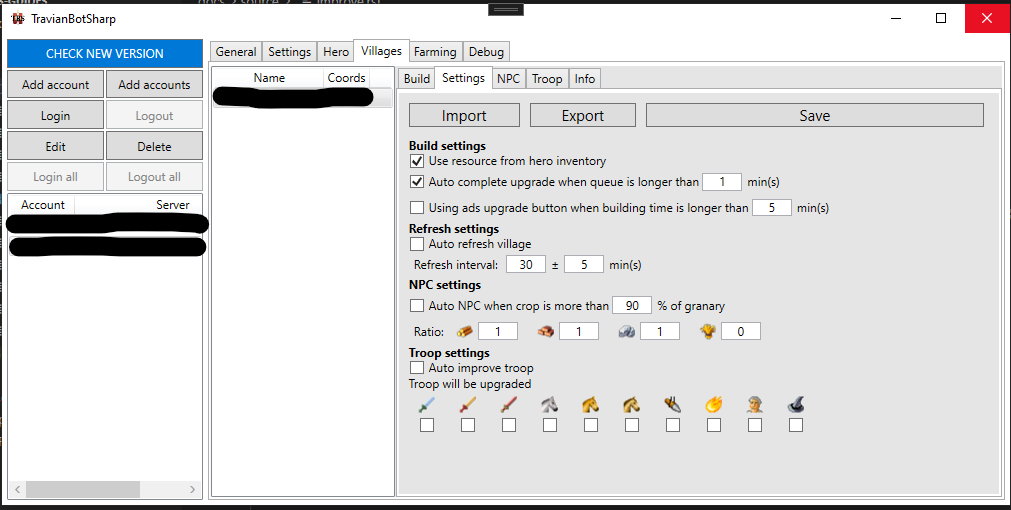 TravianBotSharp
CHECK NEW VERSION
Add account Add accounts
Login Logout
Edit Delete
Login all Logout all
Account Server
General Settings Hero Villages Farming Debug
Name Coords
Build Settings NPC Troop Info
Import Export Save
Build settings
Use resource from hero inventory
Auto complete upgrade when queue is longer than 1 min(s)
Using ads upgrade button when building time is longer than 5 min(s)
Refresh settings
Auto refresh village
Refresh interval: 30 ± 5 min(s)
NPC settings
Auto NPC when crop is more than 90 % of granary
Ratio: 1 1 1 0
Troop settings
Auto improve troop
Troop will be upgraded